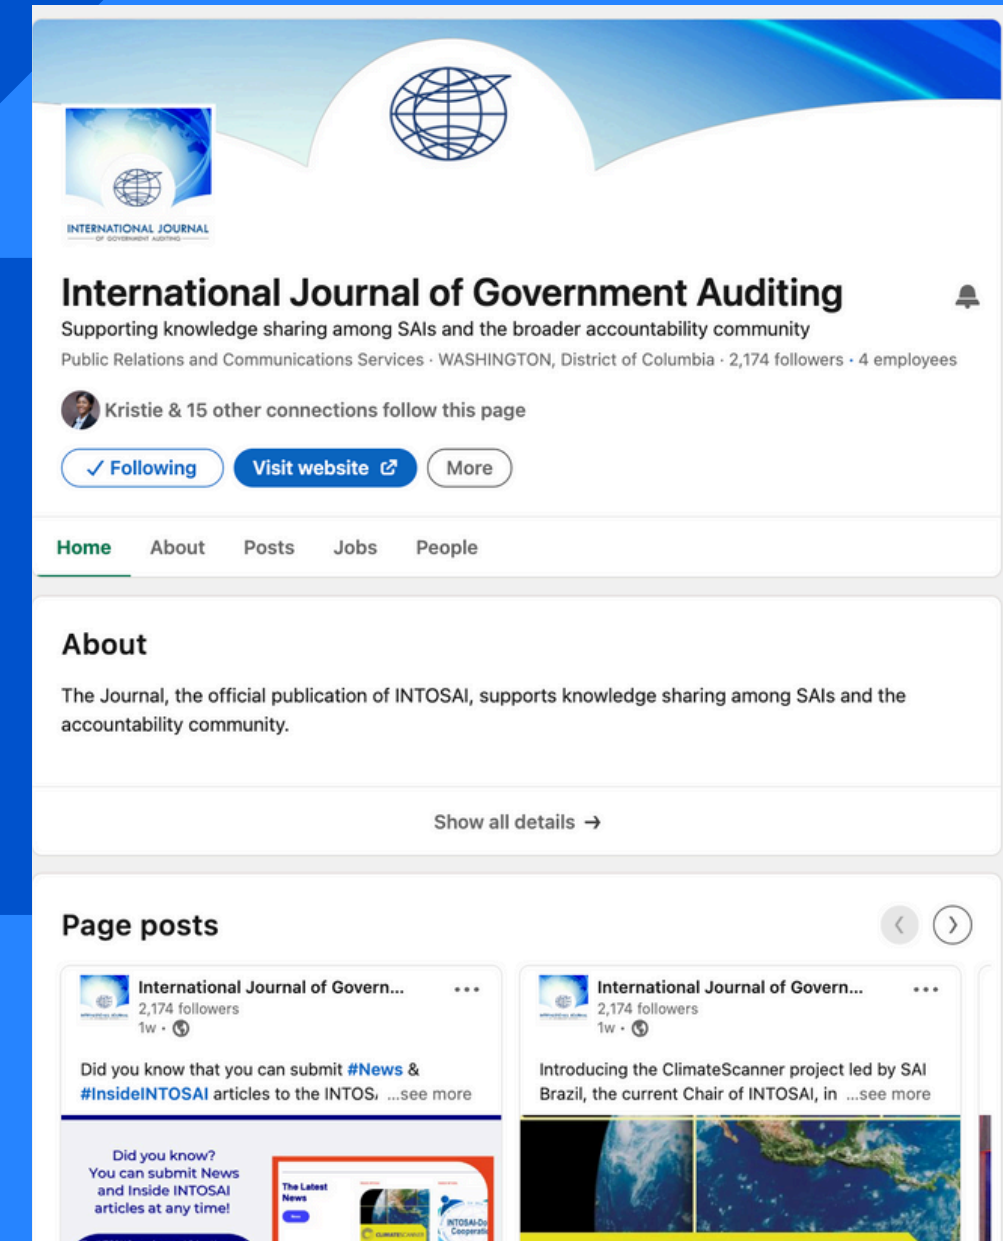 INTERNATIONAL JOURNAL
OF GOVERNMENT AUDITING
International Journal of Government Auditing
Supporting knowledge sharing among SAIs and the broader accountability community
Public Relations and Communications Services · WASHINGTON, District of Columbia · 2,174 followers · 4 employees
Kristie & 15 other connections follow this page
Following
Visit website
More
Home
About
Posts
Jobs
People
About
The Journal, the official publication of INTOSAI, supports knowledge sharing among SAIs and the
accountability community.
Show all details →
Page posts
International Journal of Govern...
2,174 followers
1w ·
Did you know that you can submit #News &
#InsideINTOSAI articles to the INTOS ...see more
Did you know?
You can submit News
and Inside INTOSAI
articles at any time!
The Latest
News
CLIMATESCANNER
INTOSAI-Do
Cooperati
International Journal of Govern...
2,174 followers
1w ·
Introducing the ClimateScanner project led by SAI
Brazil, the current Chair of INTOSAI, in ...see more